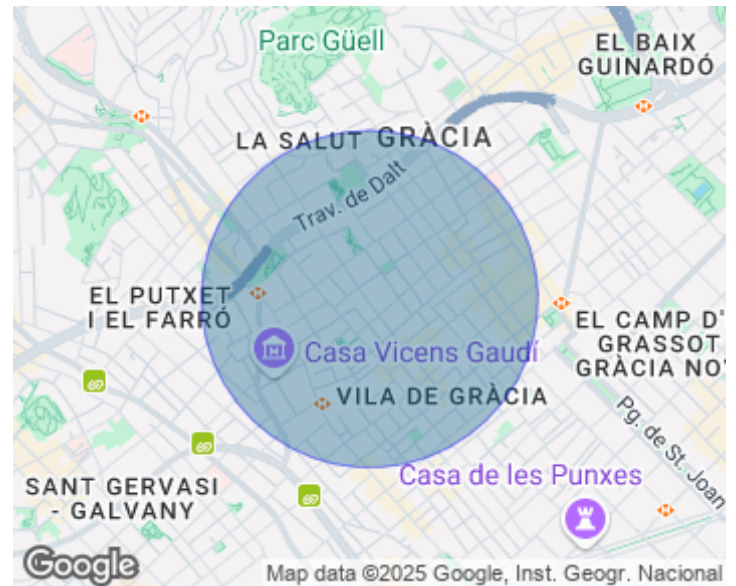 Parc Güell
EL BAIX
GUINARDÓ
LA SALUT
GRÀCIA
Trav. de Dalt
EL PUTXET
I EL FARRÓ
EL CAMP D'
GRASSOT
GRÀCIA NO
Casa Vicens Gaudí
VILA DE GRÀCIA
Pg. de St. Joan
SANT GERVASI
- GALVANY
Casa de les Punxes
Google
Map data ©2025 Google, Inst. Geogr. Nacional